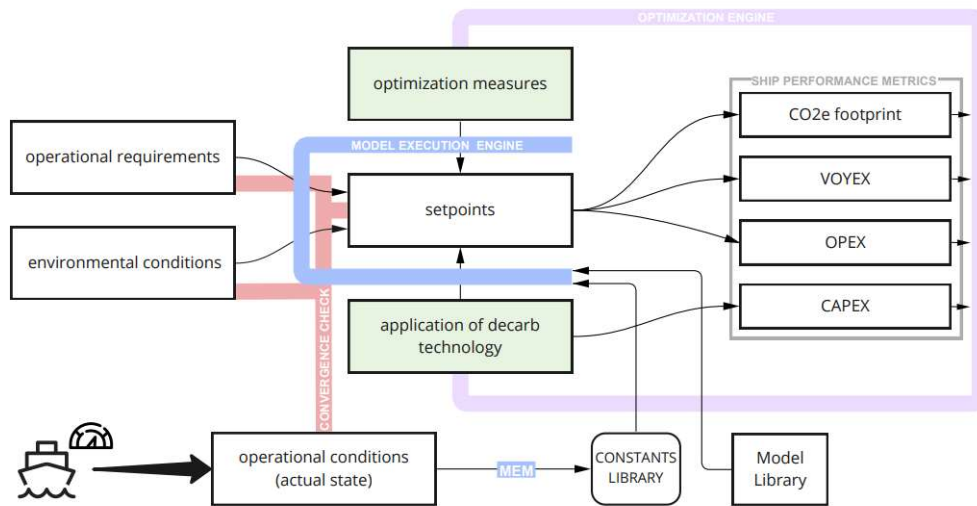 OPTIMIZATION ENGINE
optimization measures
SHIP PERFORMANCE METRICS
CO2e footprint
operational requirements
MODEL EXECUTION ENGINE
VOYEX
setpoints
OPEX
environmental conditions
CAPEX
application of decarb
technology
CONVERGENCE CHECK
operational conditions
(actual state)
MEM
CONSTANTS
LIBRARY
Model
Library